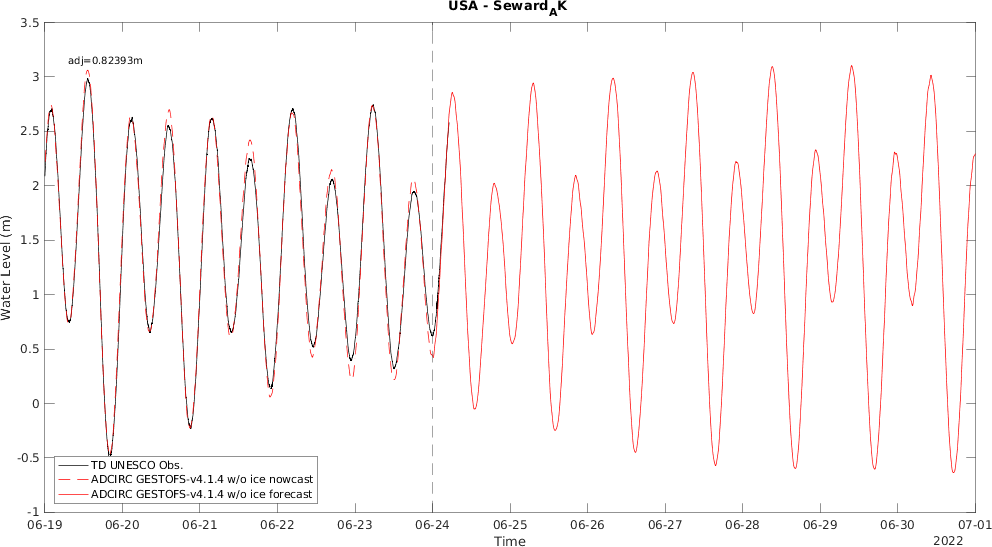 USA - Seward_AK
adj=0.82393m
3.5
3
2.5
2
1.5
1
0.5
0
-0.5
-1
Water Level (m)
TD UNESCO Obs.
ADCIRC GESTOFS-v4.1.4 w/o ice nowcast
ADCIRC GESTOFS-v4.1.4 w/o ice forecast
06-19 06-20 06-21 06-22 06-23 06-24 06-25 06-26 06-27 06-28 06-29 06-30 07-01
Time
2022